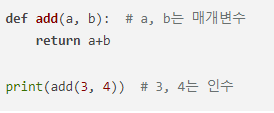 def add(a, b):  # a, b는 매개변수
    return a+b
print(add(3, 4))  # 3, 4는 인수